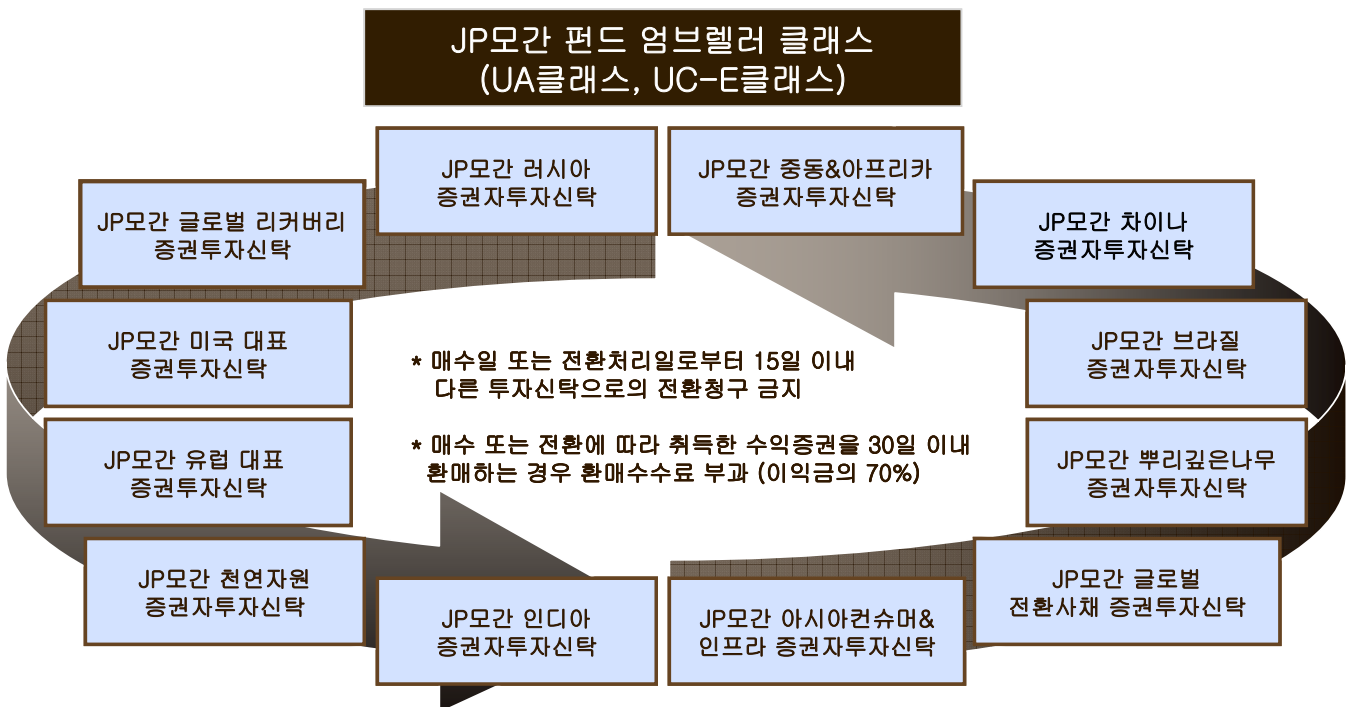 JP모간 펀드 엄브렐러 클래스
(UA클래스, UC-E클래스)
JP모간 러시아
증권자투자신탁
JP모간 중동&아프리카
증권자투자신탁
JP모간 글로벌 리커버리
증권투자신탁
JP모간 차이나
증권자투자신탁
JP모간 미국 대표
증권투자신탁
JP모간 브라질
증권자투자신탁
* 매수일 또는 전환처리일로부터 15일 이내
다른 투자신탁으로의 전환청구 금지
* 매수 또는 전환에 따라 취득한 수익증권을 30일 이내
환매하는 경우 환매수수료 부과 (이익금의 70%)
JP모간 유럽 대표
증권투자신탁
JP모간 뿌리깊은나무
증권자투자신탁
JP모간 천연자원
증권자투자신탁
JP모간 글로벌
전환사채 증권투자신탁
JP모간 인디아
증권자투자신탁
JP모간 아시아컨슈머&
인프라 증권자투자신탁